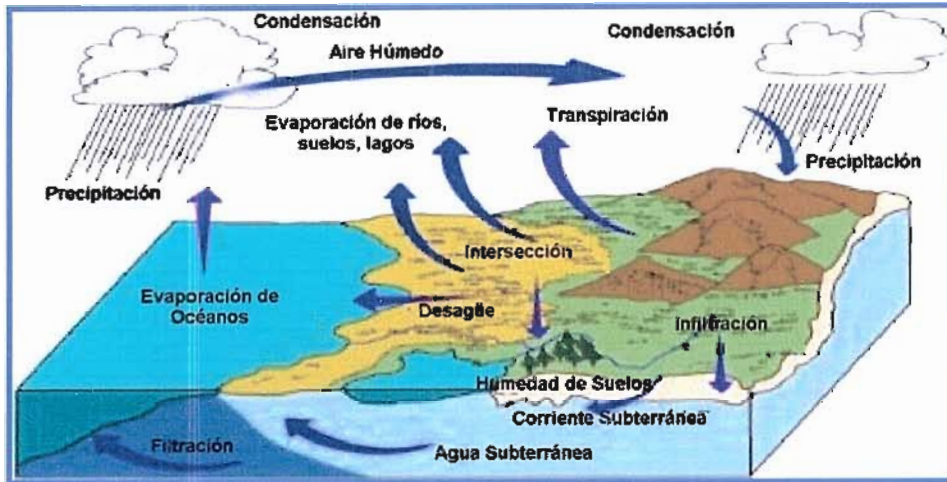 Condensación
Condensación
Aire Húmedo
Evaporación de ríos,
suelos, lagos
Transpiración
Precipitación
Precipitación
Intersección
Evaporación de
Océanos
Desagüe
Infiltración
Humedad de Suelos
Corriente Subterránea
Filtración
Agua Subterránea